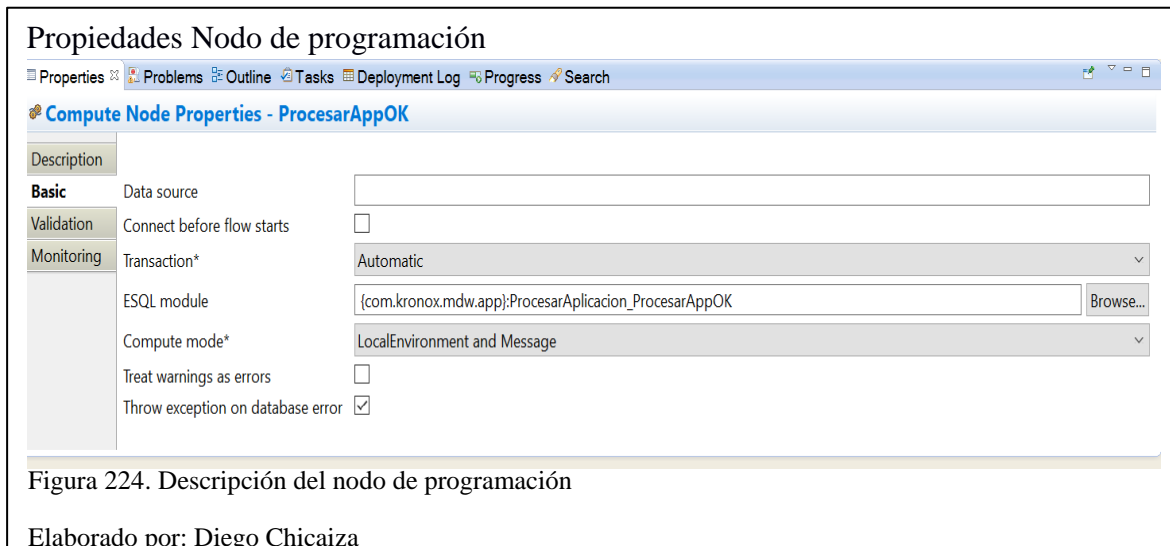 Propiedades Nodo de programación
Properties Problems Outline Tasks Deployment Log Progress Search
Compute Node Properties - ProcesarAppOK
Description
Basic Data source
Validation Connect before flow starts
Monitoring Transaction* Automatic
ESQL module {com.kronox.mdw.app}:ProcesarAplicacion_ProcesarAppOK Browse...
Compute mode* LocalEnvironment and Message
Treat warnings as errors
Throw exception on database error
Figura 224. Descripción del nodo de programación
Elaborado por: Diego Chicaiza